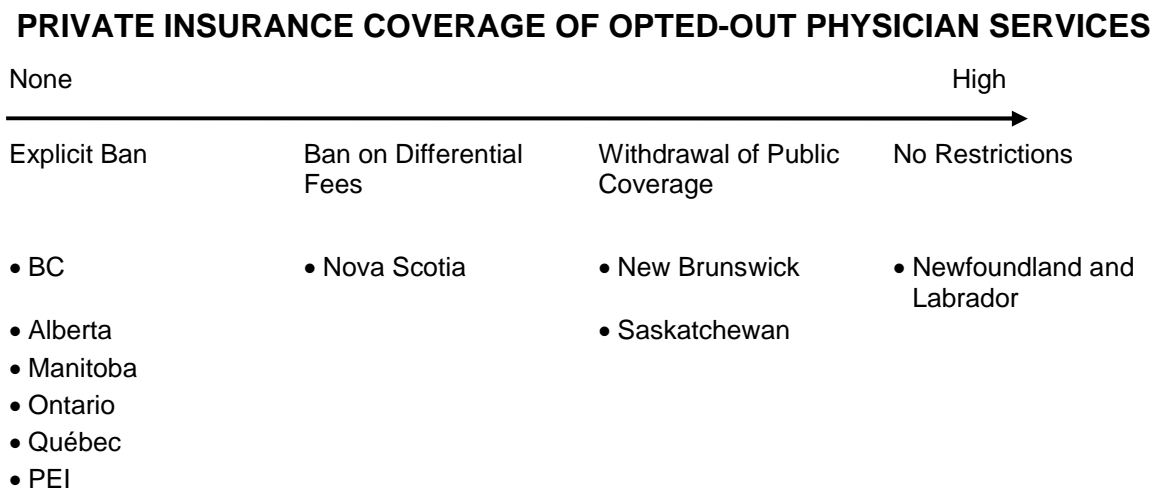 PRIVATE INSURANCE COVERAGE OF OPTED-OUT PHYSICIAN SERVICES
None
High
Explicit Ban
Ban on Differential
Fees
Withdrawal of Public
Coverage
No Restrictions
• BC
• Nova Scotia
• New Brunswick
• Newfoundland and
Labrador
• Alberta
• Saskatchewan
• Manitoba
• Ontario
• Québec
• PEI